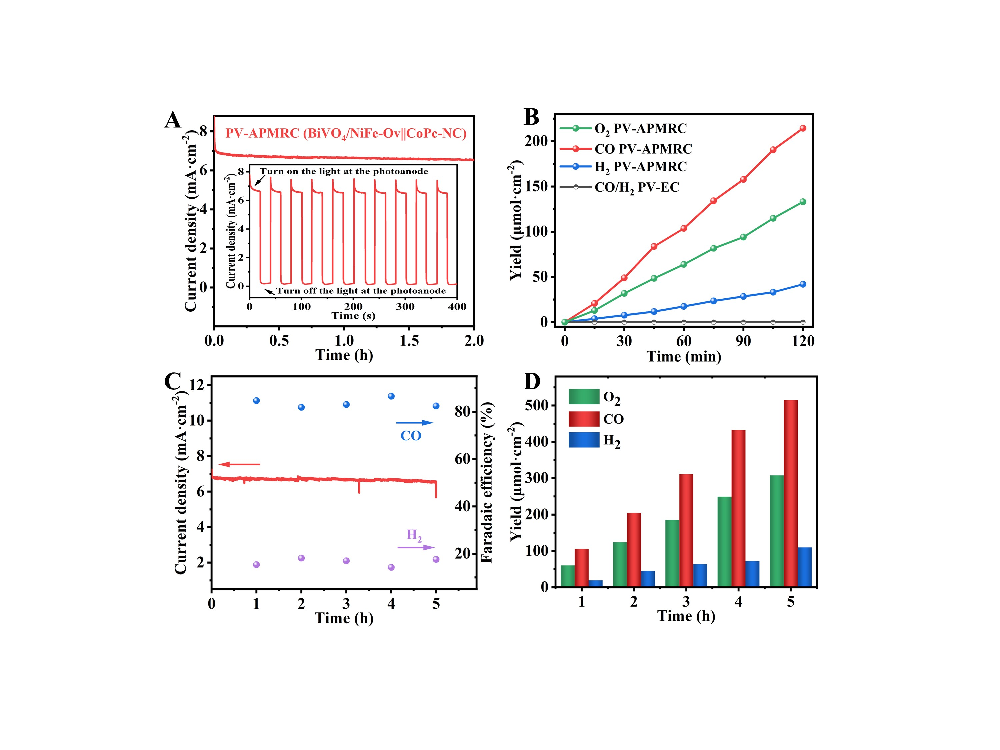 A
PV-APMRC (BiVO4/NiFe-Ov||CoPc-NC)
Current density (mA·cm-2)
8
6
4
2
0
0.0 0.5 1.0 1.5 2.0
Time (h)
Turn on the light at the photoanode
Turn off the light at the photoanode
Current density (mA·cm-2)
8
6
4
2
0
0 100 200 300 400
Time (s)
B
O2 PV-APMRC
CO PV-APMRC
H2 PV-APMRC
CO/H2 PV-EC
Yield (μmol·cm-2)
200
150
100
50
0
0 30 60 90 120
Time (min)
C
Current density (mA·cm-2)
12
10
8
6
4
2
CO
H2
80
60
40
20
Faradaic efficiency (%)
0 1 2 3 4 5
Time (h)
D
O2
CO
H2
Yield (μmol·cm-2)
500
400
300
200
100
0
1 2 3 4 5
Time (h)